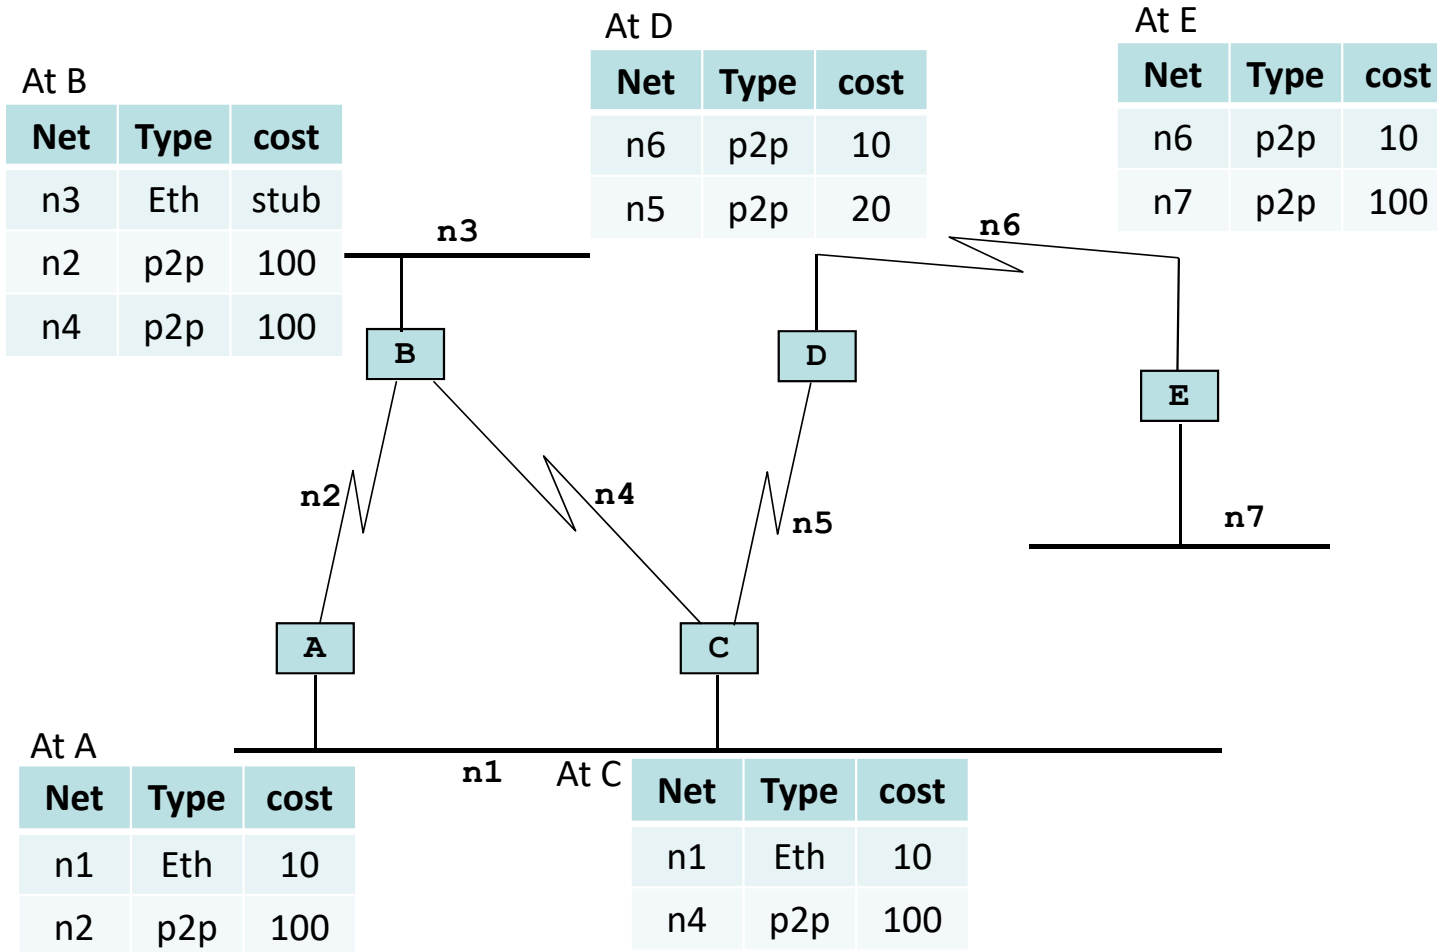 At D
At E
At B
Net Type cost
n6 p2p 10
n5 p2p 20
Net Type cost
n6 p2p 10
n7 p2p 100
Net Type cost
n3 Eth stub
n2 p2p 100
n4 p2p 100
n3
n6
B
D
E
n2
n4
n5
n7
A
C
At A
n1
At C
Net Type cost
n1 Eth 10
n2 p2p 100
Net Type cost
n1 Eth 10
n4 p2p 100